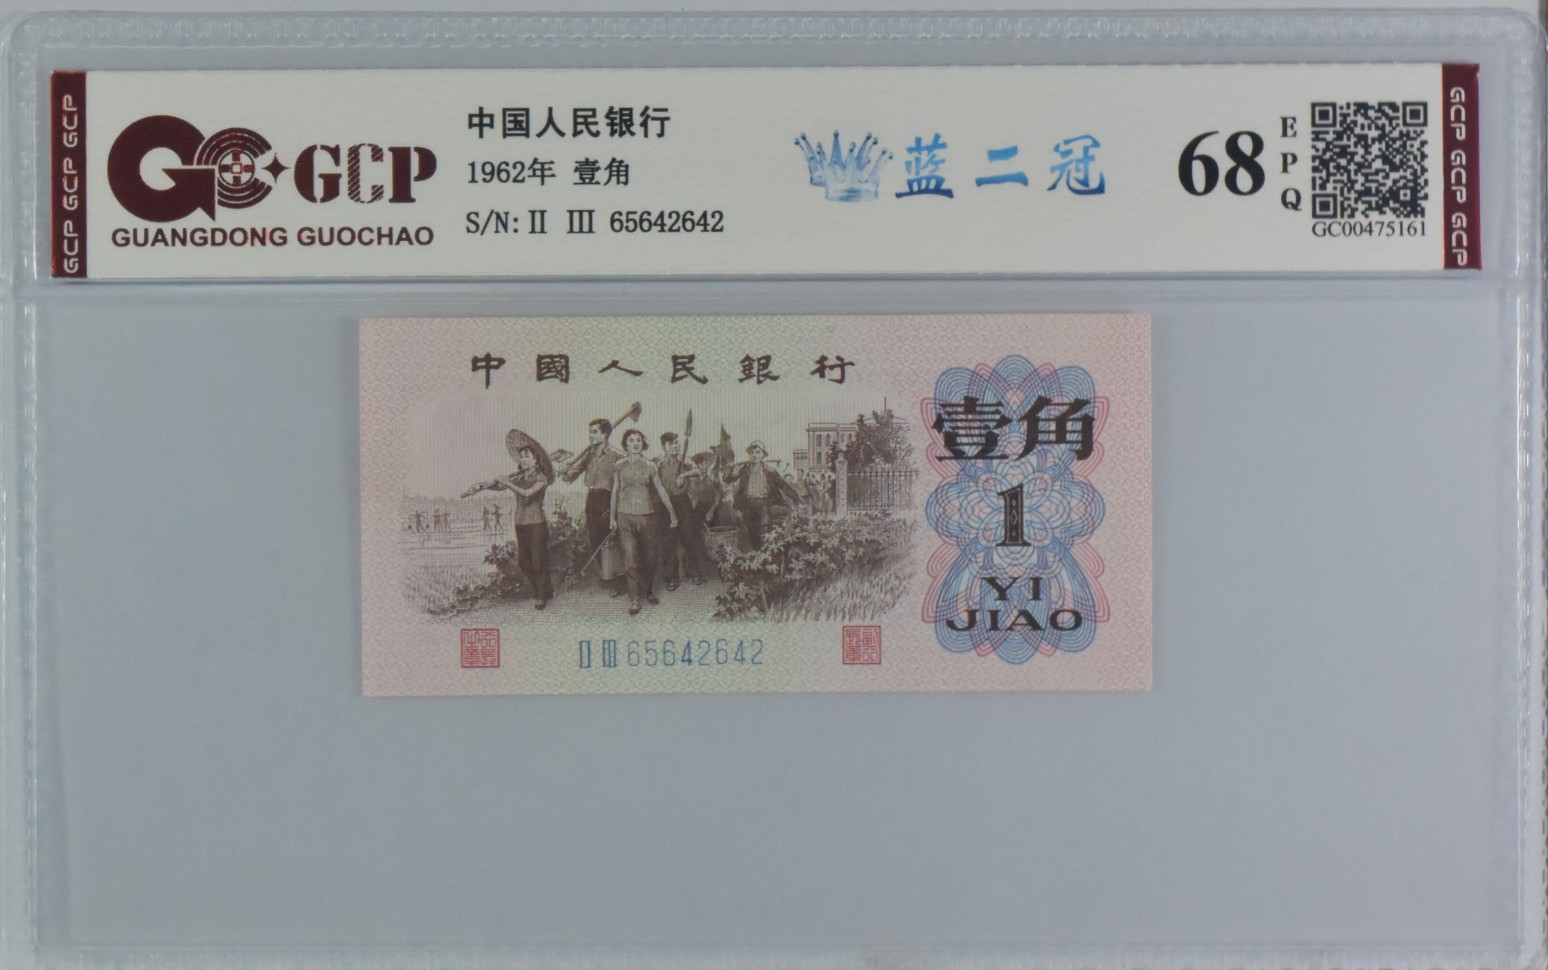 GCP GCP GCP
GCP
GUANGDONG GUOCHAO
中国人民银行
1962年 壹角
S/N: II III 65642642
蓝二冠
68
EPQ
GC00475161
GCP GCP GCP
中國人民銀行
壹角
1
YI
JIAO
II III 65642642